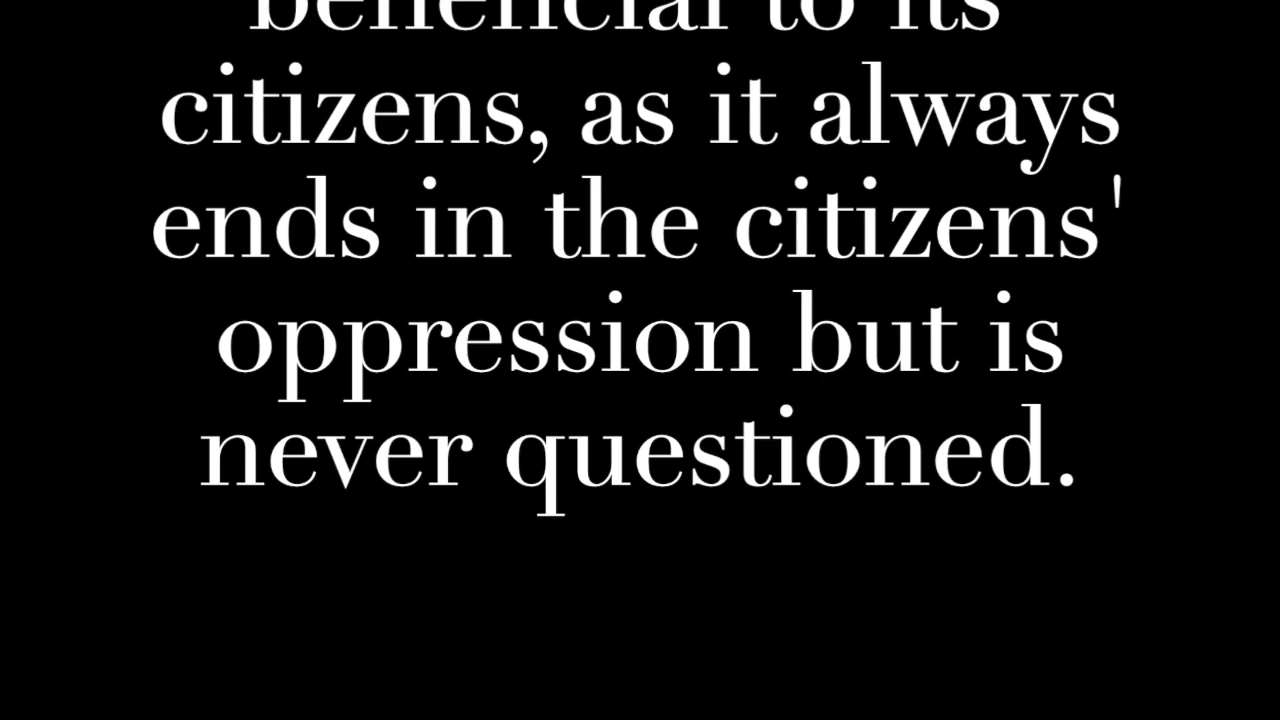 beneficial to its
citizens, as it always
ends in the citizens'
oppression but is
never questioned.